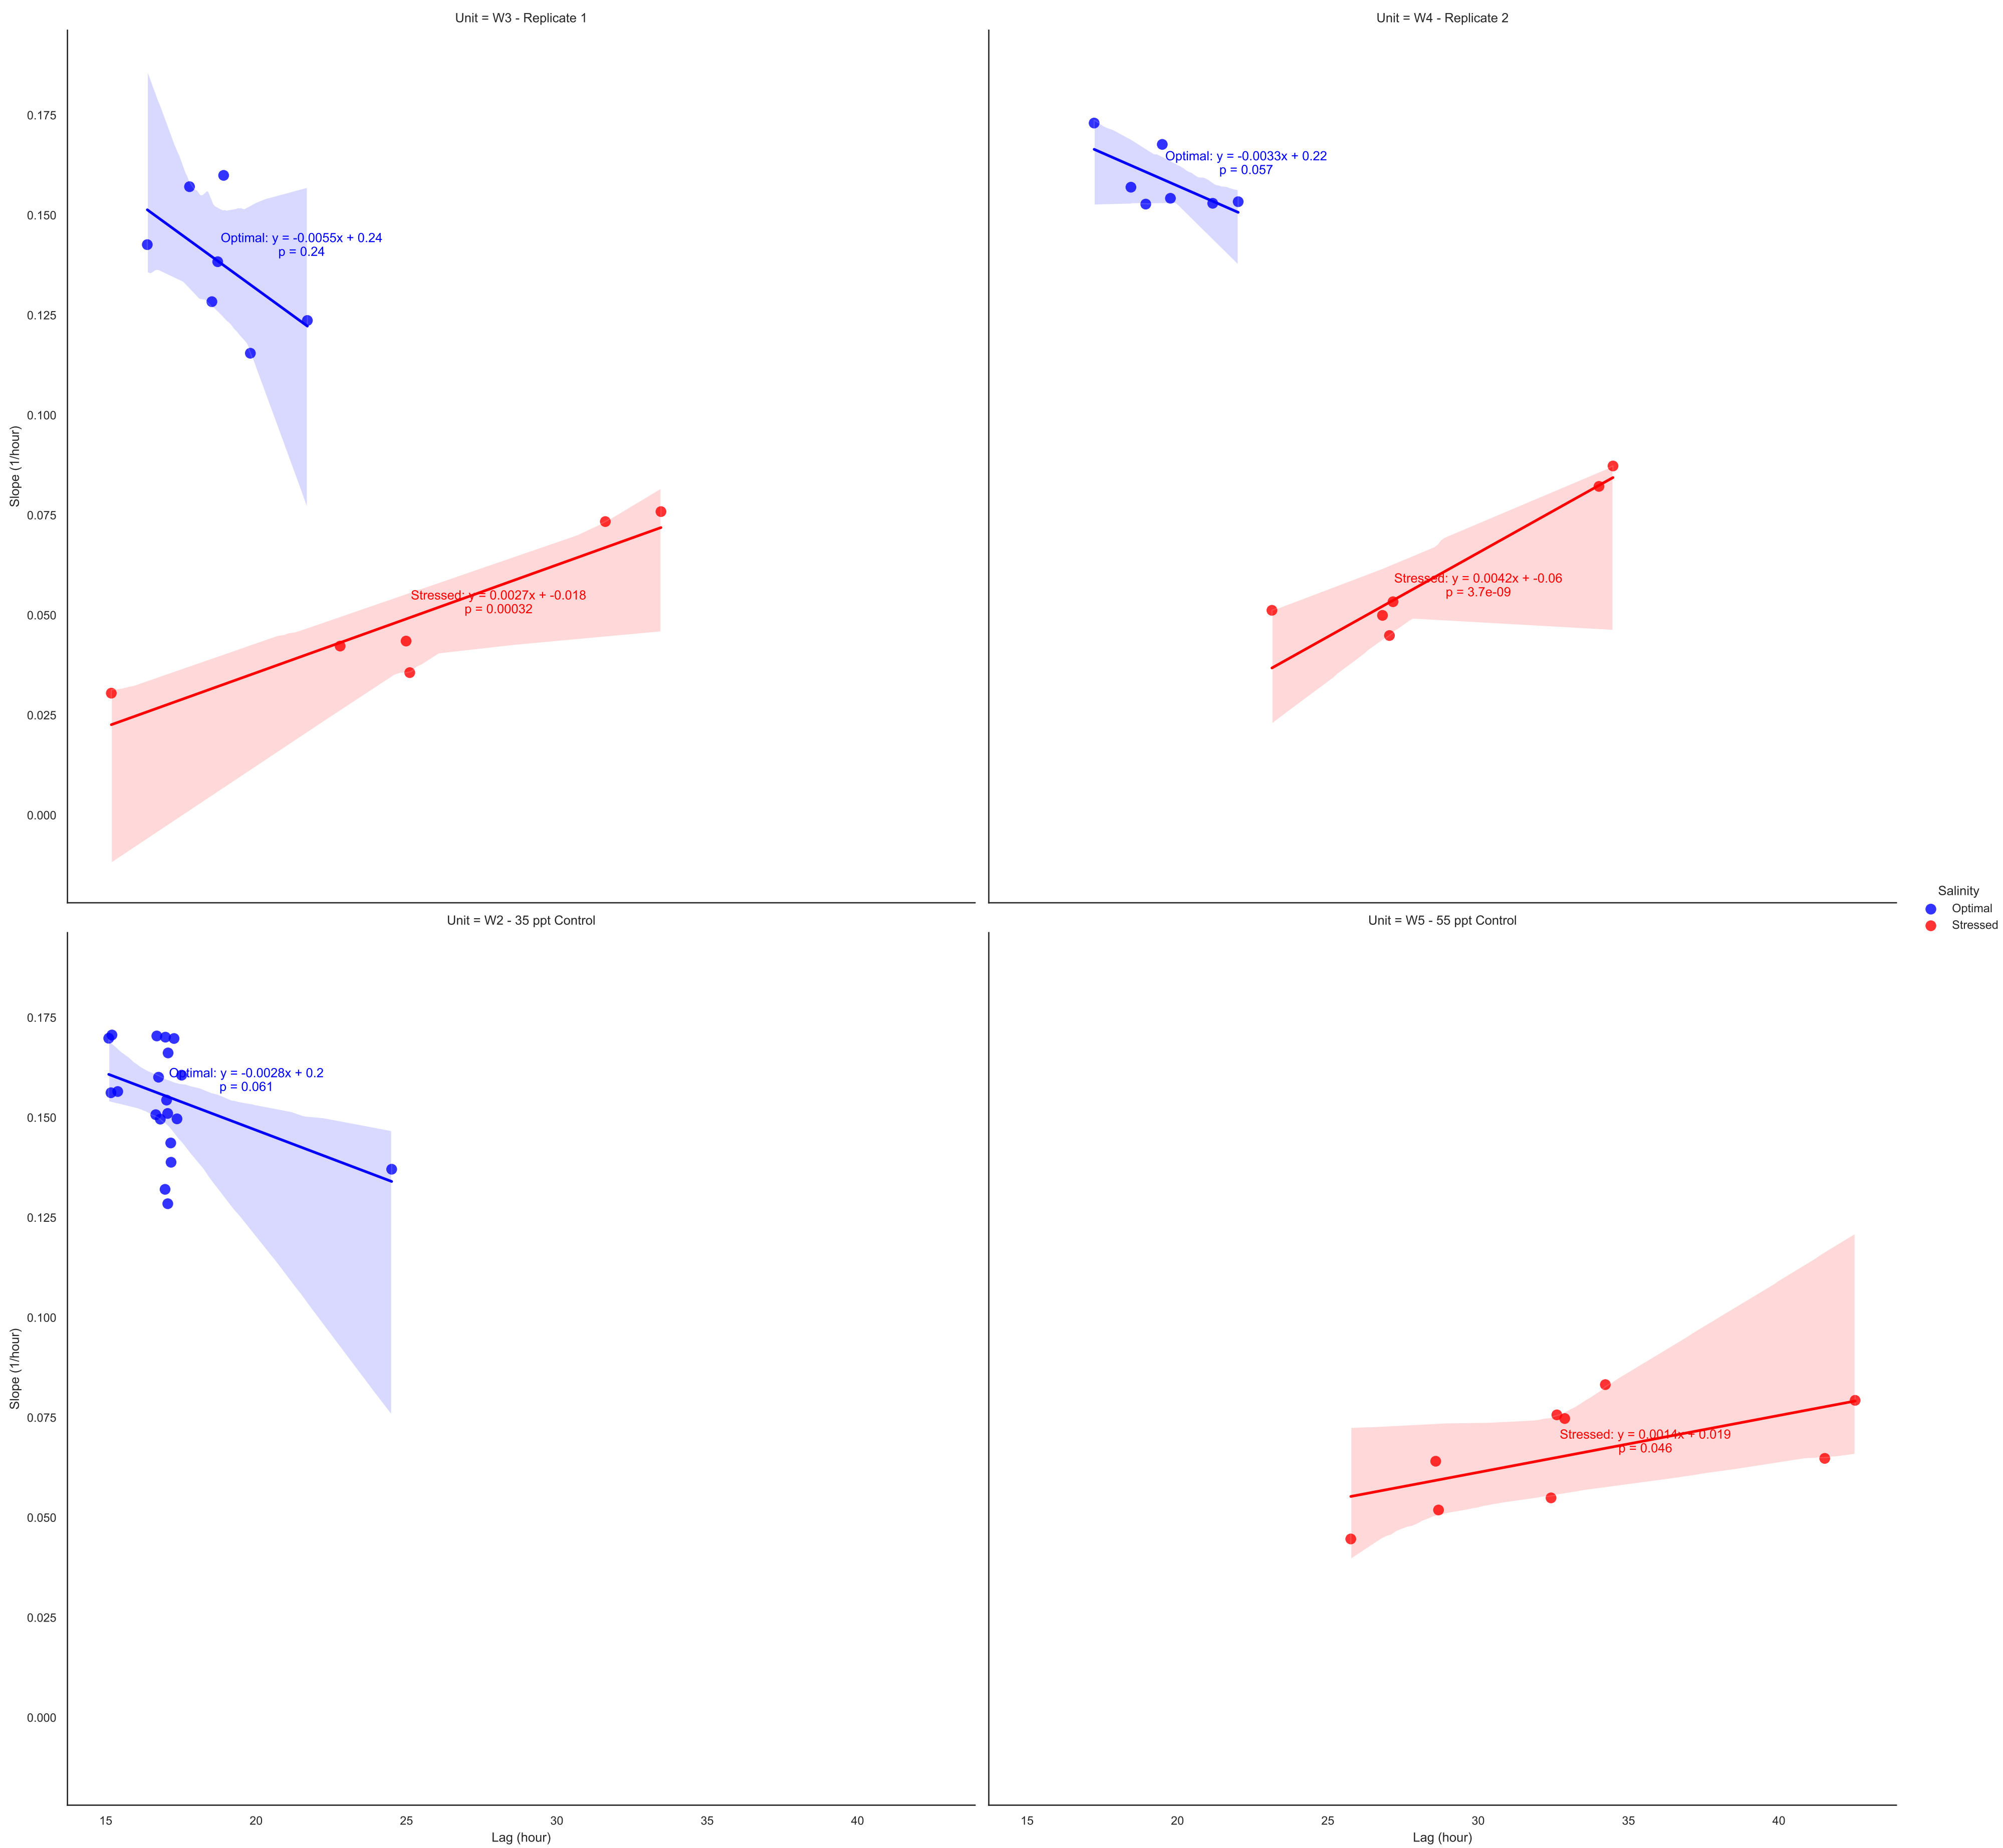 Unit = W3 - Replicate 1
Unit = W4 - Replicate 2
0.175
0.150
0.125
0.100
0.075
0.050
0.025
0.000
Slope (1/hour)
Optimal: y = -0.0055x + 0.24
p = 0.24
Stressed: y = 0.0027x + -0.018
p = 0.00032
Optimal: y = -0.0033x + 0.22
p = 0.057
Stressed: y = 0.0042x + -0.06
p = 3.7e-09
Salinity
Optimal
Stressed
Unit = W2 - 35 ppt Control
Unit = W5 - 55 ppt Control
0.175
0.150
0.125
0.100
0.075
0.050
0.025
0.000
Slope (1/hour)
Optimal: y = -0.0028x + 0.2
p = 0.061
Stressed: y = 0.0014x + 0.019
p = 0.046
15 20 25 30 35 40
Lag (hour)
15 20 25 30 35 40
Lag (hour)